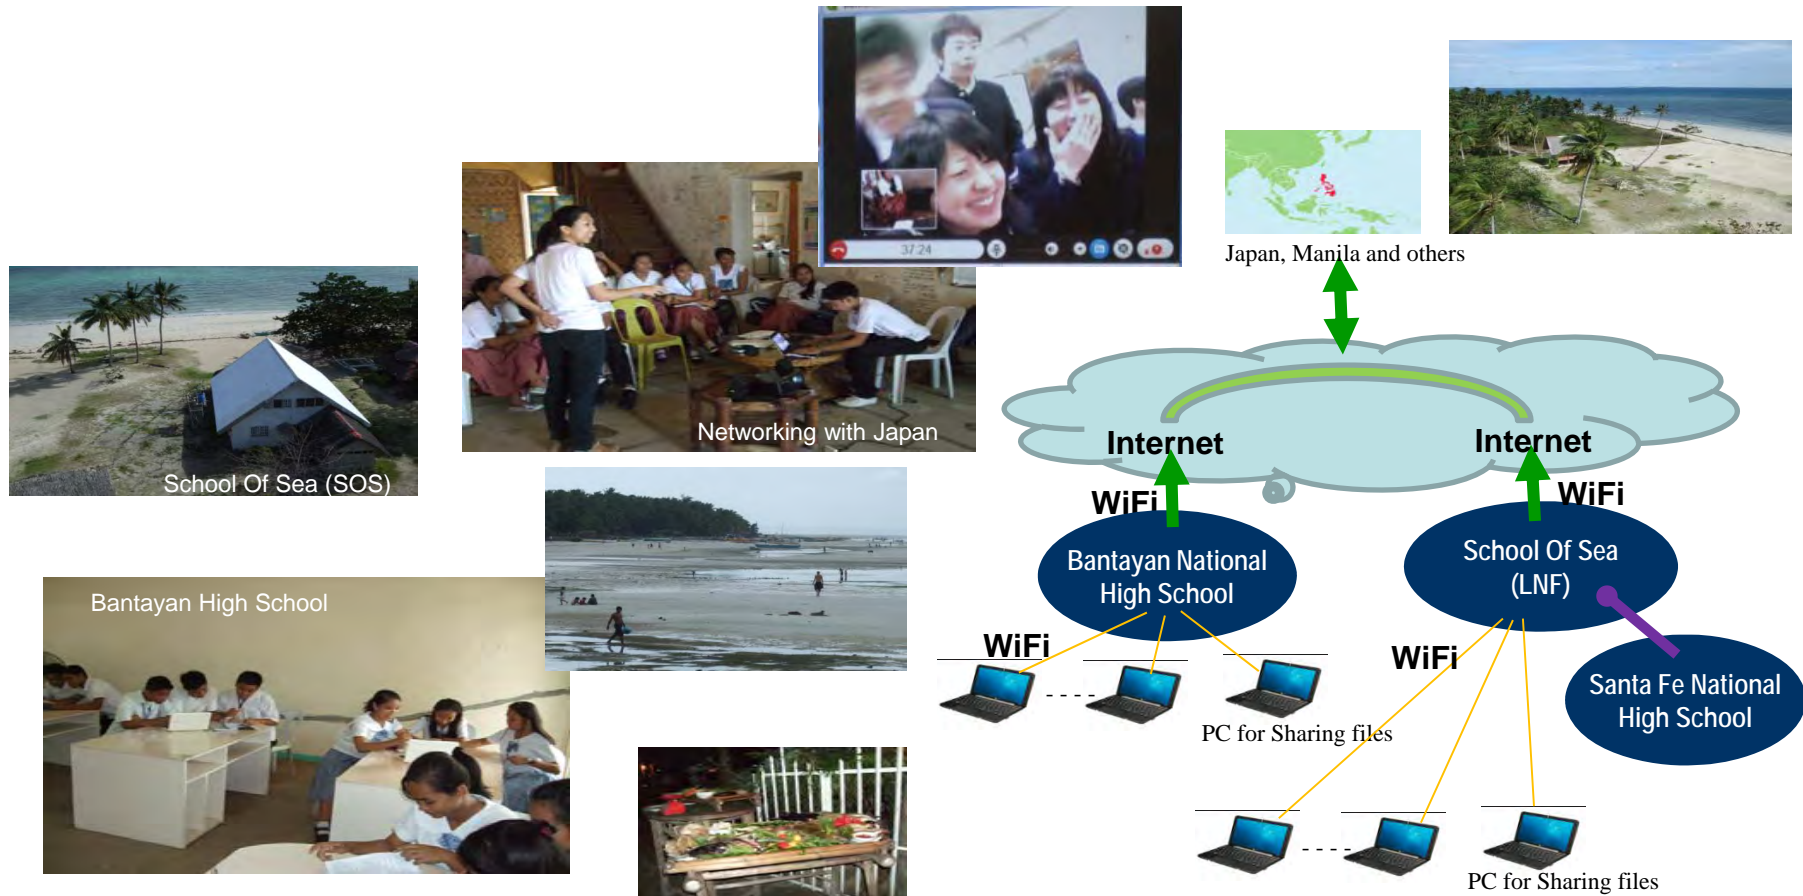 37:24
Japan, Manila and others
Networking with Japan
School Of Sea (SOS)
Internet
Internet
WiFi
WiFi
Bantayan National
High School
School Of Sea
(LNF)
Bantayan High School
WiFi
WiFi
Santa Fe National
High School
PC for Sharing files
PC for Sharing files